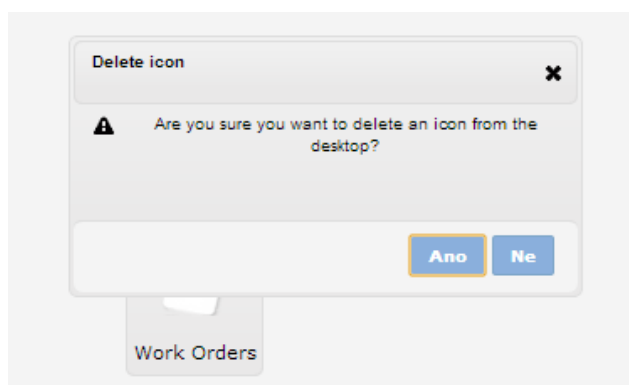 Delete icon
Are you sure you want to delete an icon from the
desktop?
Ano Ne
Work Orders